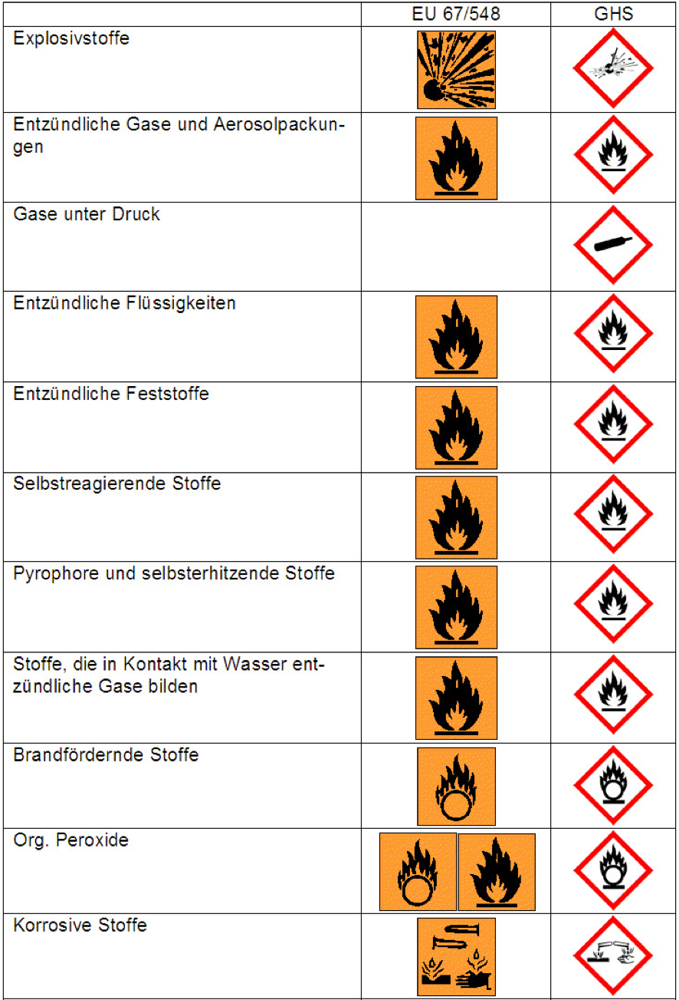 EU 67/548 GHS
Explosivstoffe
Entzündliche Gase und Aerosolpackun-
gen
Gase unter Druck
Entzündliche Flüssigkeiten
Entzündliche Feststoffe
Selbstreagierende Stoffe
Pyrophore und selbsterhitzende Stoffe
Stoffe, die in Kontakt mit Wasser ent-
zündliche Gase bilden
Brandfördernde Stoffe
Org. Peroxide
Korrosive Stoffe